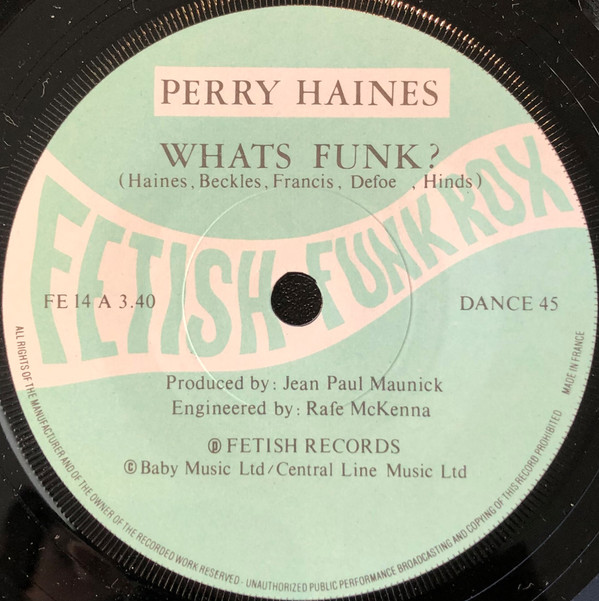 PERRY HAINES
WHATS FUNK?
(Haines, Beckles, Francis, Defoe , Hinds)
FETISH FUNK ROX
FE 14 A 3.40
DANCE 45
Produced by: Jean Paul Maunick
Engineered by: Rafe McKenna
Ⓟ FETISH RECORDS
©Baby Music Ltd/Central Line Music Ltd
ALL RIGHTS OF THE MANUFACTURER AND OF THE OWNER OF THE RECORDED WORK RESERVED - UNAUTHORIZED PUBLIC PERFORMANCE BROADCASTING AND COPYING OF THIS RECORD PROHIBITED
MADE IN FRANCE